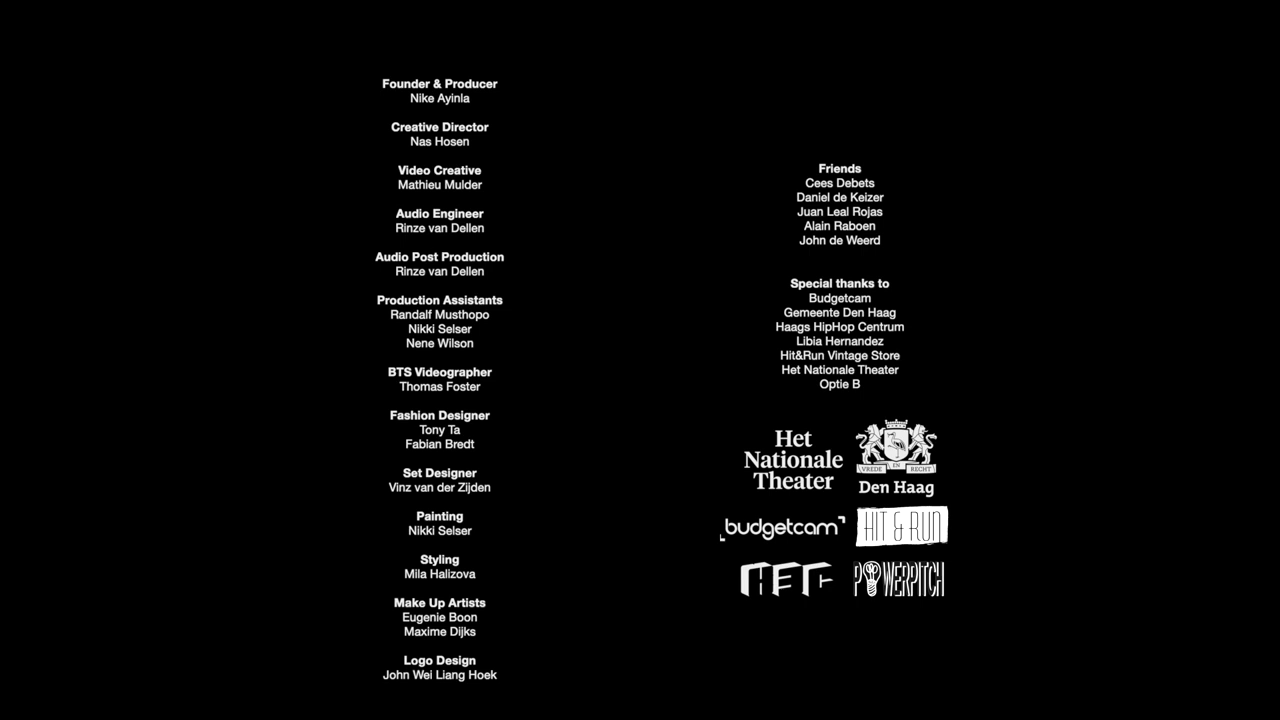 Founder & Producer
Nike Ayinla
Creative Director
Nas Hosen
Video Creative
Mathieu Mulder
Audio Engineer
Rinze van Dellen
Audio Post Production
Rinze van Dellen
Production Assistants
Randalf Musthopo
Nikki Selser
Nene Wilson
BTS Videographer
Thomas Foster
Fashion Designer
Tony Ta
Fabian Bredt
Set Designer
Vinz van der Zijden
Painting
Nikki Selser
Styling
Mila Halizova
Make Up Artists
Eugenie Boon
Maxime Dijks
Logo Design
John Wei Liang Hoek
Friends
Cees Debets
Daniel de Keizer
Juan Leal Rojas
Alain Raboen
John de Weerd
Special thanks to
Budgetcam
Gemeente Den Haag
Haags HipHop Centrum
Libia Hernandez
Hit&Run Vintage Store
Het Nationale Theater
Optie B
Het
Nationale
Theater
VREDE EN RECHT
Den Haag
budgetcam
HIT & RUN
POWERPITCH